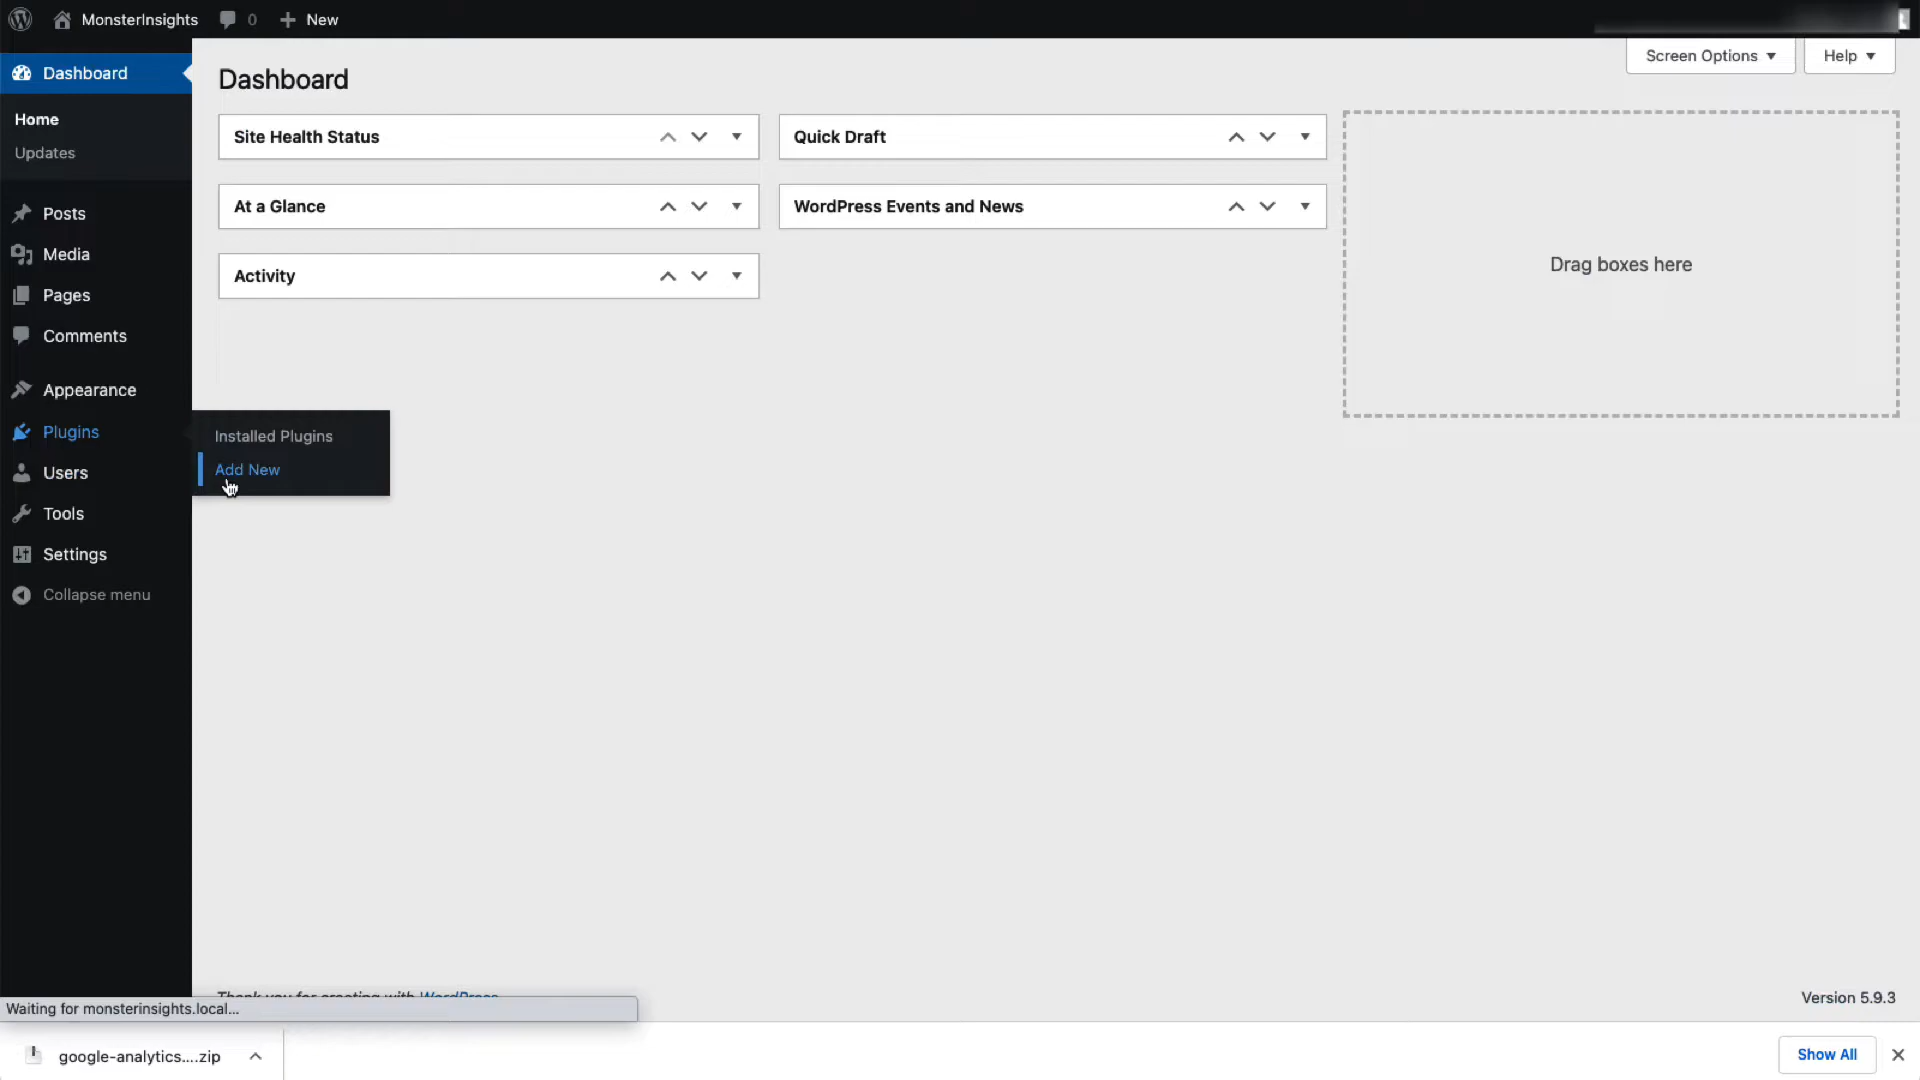 MonsterInsights 0 New
Screen Options Help
Dashboard
Home
Updates
Posts
Media
Pages
Comments
Appearance
Plugins
Installed Plugins
Add New
Users
Tools
Settings
Collapse menu
Dashboard
Site Health Status
At a Glance
Activity
Quick Draft
WordPress Events and News
Drag boxes here
Thank you for creating with WordPress.
Version 5.9.3
Waiting for monsterinsights.local...
google-analytics....zip
Show All